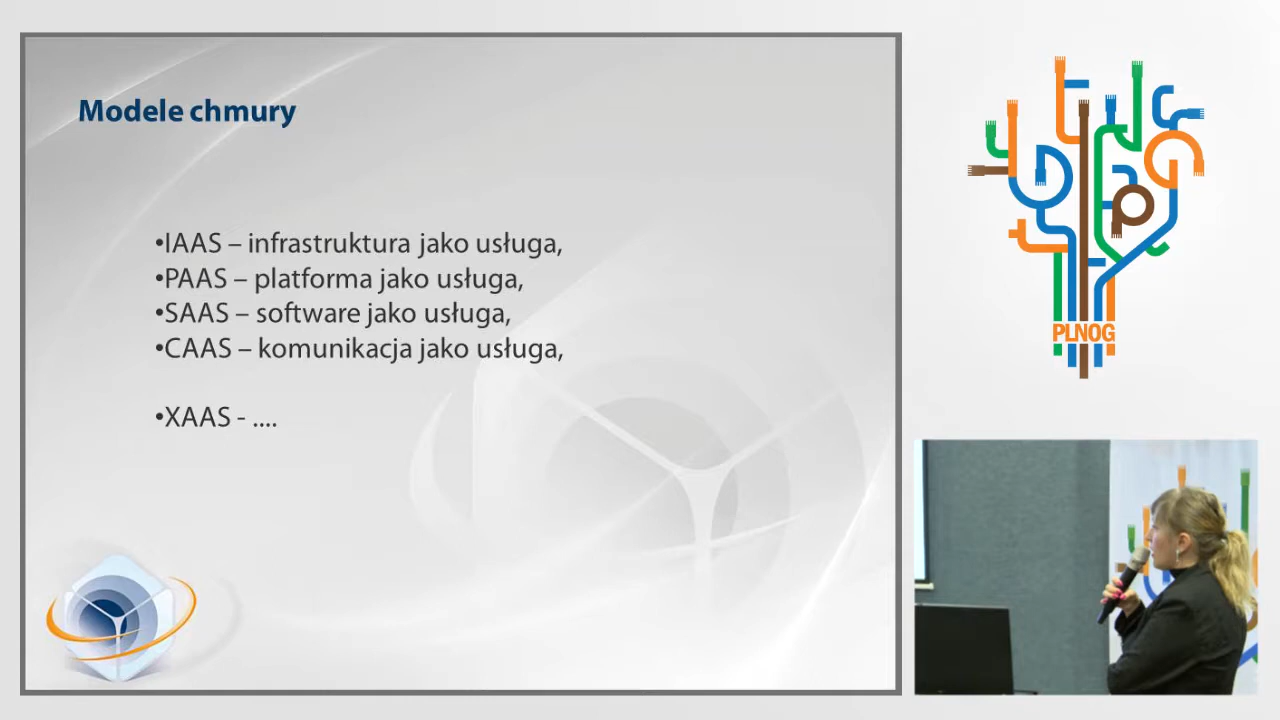 Modele chmury
•IAAS – infrastruktura jako usługa,
•PAAS – platforma jako usługa,
•SAAS – software jako usługa,
•CAAS – komunikacja jako usługa,
•XAAS - ....
PLNOG